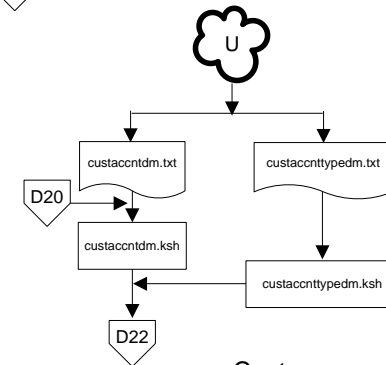 U
custaccntdm.txt
custaccnttypedm.txt
D20
custaccntdm.ksh
custaccnttypedm.ksh
D22